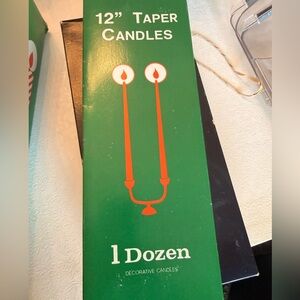 12" TAPER
CANDLES
1 Dozen
DECORATIVE CANDLES